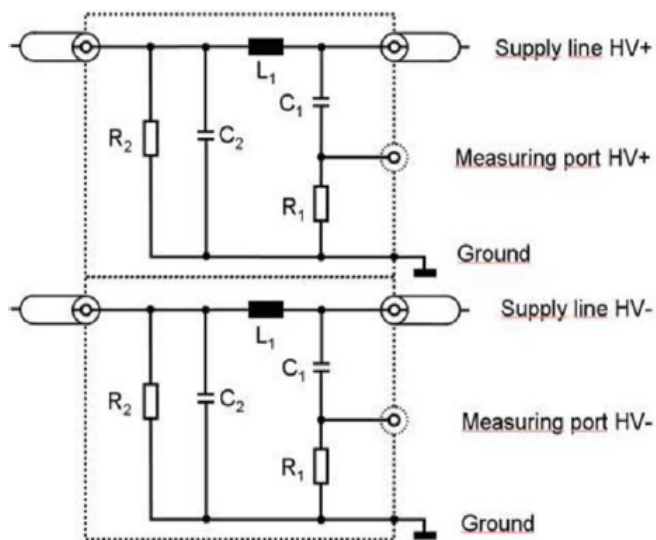 Supply line HV+
L1
C1
R2
C2
Measuring port HV+
R1
Ground
Supply line HV-
L1
C1
R2
C2
Measuring port HV-
R1
Ground